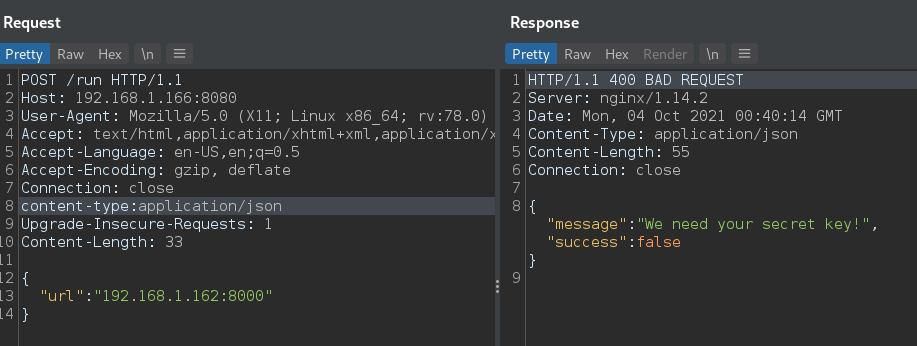 Request
Pretty Raw Hex \n
1 POST /run HTTP/1.1
2 Host: 192.168.1.166:8080
3 User-Agent: Mozilla/5.0 (X11; Linux x86_64; rv:78.0)
4 Accept: text/html,application/xhtml+xml,application/x
5 Accept-Language: en-US,en;q=0.5
6 Accept-Encoding: gzip, deflate
7 Connection: close
8 content-type:application/json
9 Upgrade-Insecure-Requests: 1
10 Content-Length: 33
11
12 {
13 "url":"192.168.1.162:8000"
14 }
Response
Pretty Raw Hex Render \n
1 HTTP/1.1 400 BAD REQUEST
2 Server: nginx/1.14.2
3 Date: Mon, 04 Oct 2021 00:40:14 GMT
4 Content-Type: application/json
5 Content-Length: 55
6 Connection: close
7
8 {
"message":"We need your secret key!",
"success":false
}
9